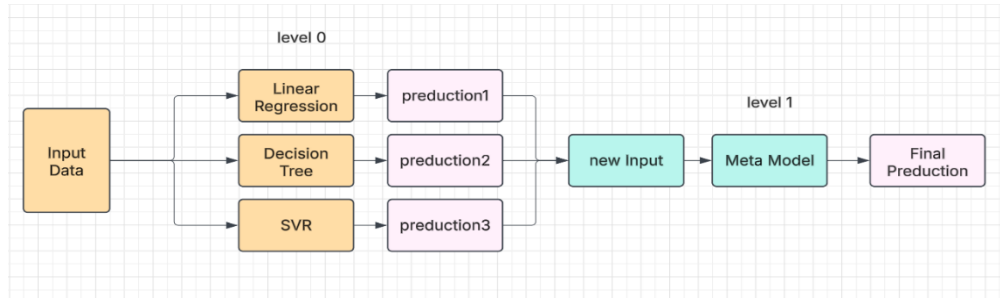 level 0
Linear
Regression
preduction1
level 1
Input
Data
Decision
Tree
preduction2
new Input
Meta Model
Final
Preduction
SVR
preduction3